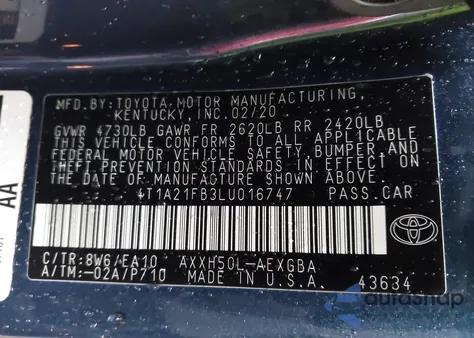 MFD. BY: TOYOTA MOTOR MANUFACTURING,
KENTUCKY, INC. 02/20
GVWR 4730LB GAWR FR 2620LB RR 2420LB
THIS VEHICLE CONFORMS TO ALL APPLICABLE
FEDERAL MOTOR VEHICLE SAFETY, BUMPER, AND
THEFT PREVENTION STANDARDS IN EFFECT ON
THE DATE OF MANUFACTURE SHOWN ABOVE.
4T1A21FB3LU016747 PASS.CAR
C/TR: 8W6/EA10 AXXH50L-AEXGBA
A/TM: -02A/P710 MADE IN U.S.A. 43634
TOYOTA
AA
autosnap